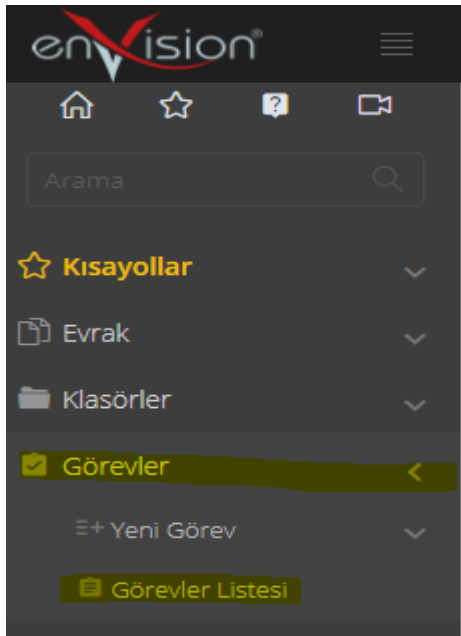 enVision®
Arama
Kısayollar
Evrak
Klasörler
Görevler
Yeni Görev
Görevler Listesi